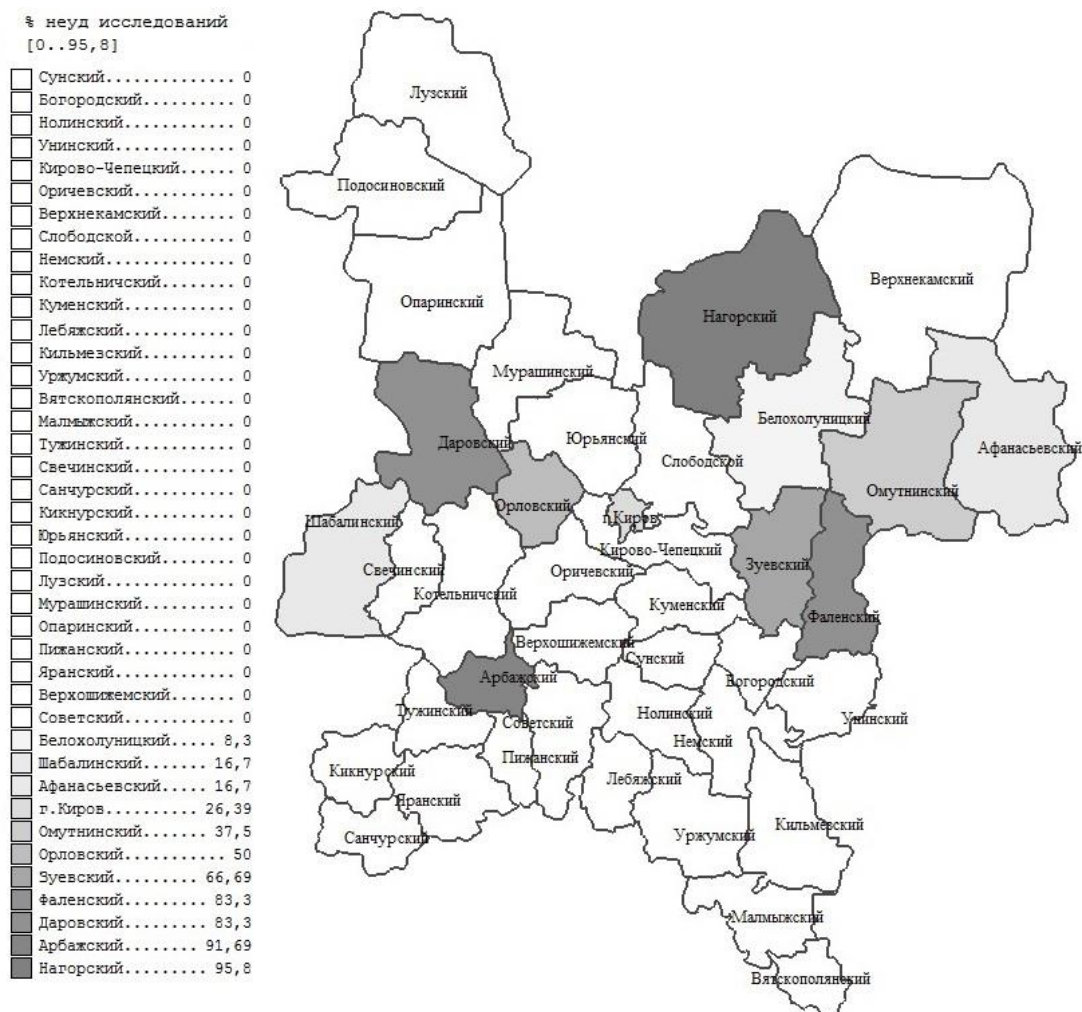 % неуд исследований
[0..95,8]
Сунский.............. 0
Богородский.......... 0
Нолинский............ 0
Унинский............. 0
Кирово-Чепецкий...... 0
Оричевский........... 0
Верхнекамский........ 0
Слободской........... 0
Немский.............. 0
Котельничский........ 0
Куменский............ 0
Лебяжский............ 0
Кильмевский.......... 0
Уржумский............ 0
Вятскополянский...... 0
Малмыжский........... 0
Тужинский............ 0
Свечинский........... 0
Санчурский........... 0
Кикнурский........... 0
Юрьянский............ 0
Подосиновский........ 0
Лузский.............. 0
Мурашинский.......... 0
Опаринский........... 0
Пижанский............ 0
Яранский............. 0
Верхошижемский....... 0
Советский............ 0
Белохолуницкий..... 8,3
Шабалинский....... 16,7
Афанасьевский..... 16,7
г.Киров.......... 26,39
Омутнинский....... 37,5
Орловский........... 50
Зуевский......... 66,69
Фаленский......... 83,3
Даровский......... 83,3
Арбажский........ 91,69
Нагорский......... 95,8
Лузский
Подосиновский
Верхнекамский
Опаринский
Нагорский
Мурашинский
Белохолуницкий
Даровский
Юрьянский
Слободской
Афанасьевский
Омутнинский
Орловский
Шабалинский
г.Киров
Кирово-Чепецкий
Зуевский
Свечинский
Оричевский
Котельничский
Куменский
Фаленский
Верхошижемский
Сунский
Арбажский
Богородский
Тужинский
Советский
Нолинский
Унинский
Немский
Пижанский
Кикнурский
Лебяжский
Яранский
Санчурский
Уржумский
Кильмевский
Малмыжский
Вятскополянский